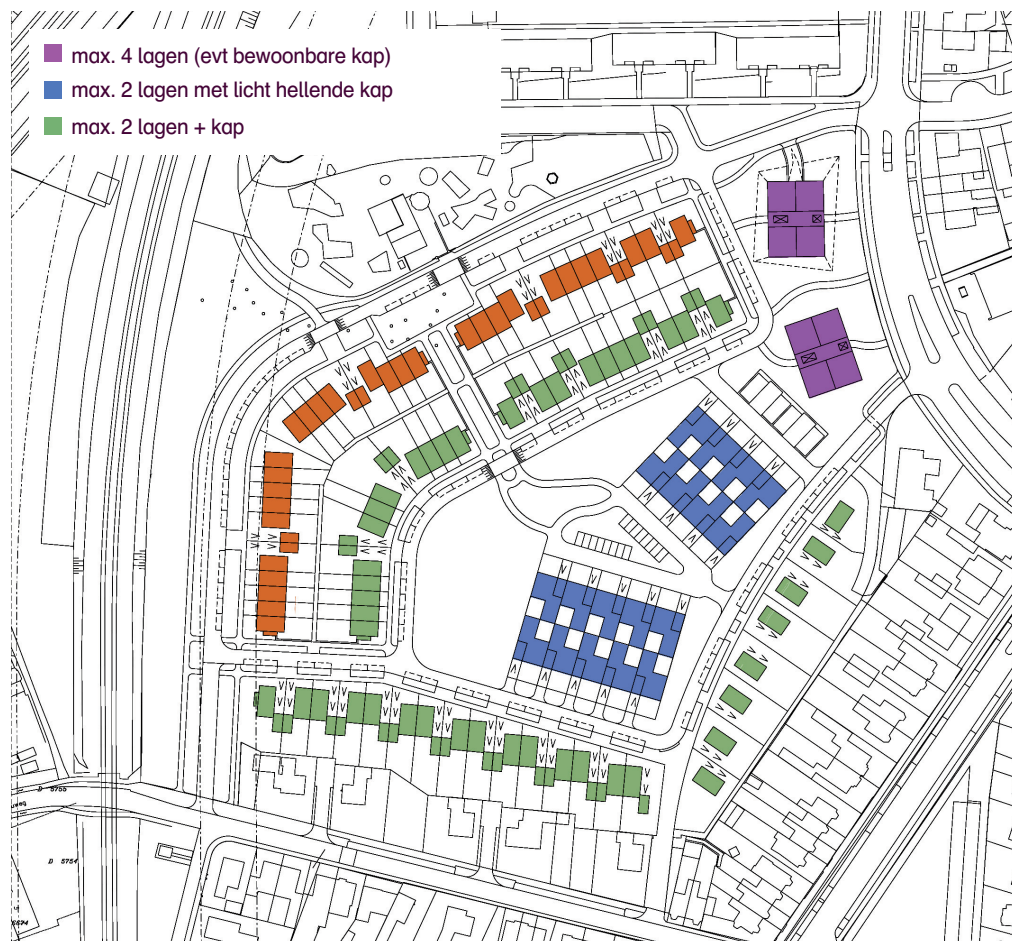 max. 4 lagen (evt bewoonbare kap)
max. 2 lagen met licht hellende kap
max. 2 lagen + kap
D 5755
D 5754